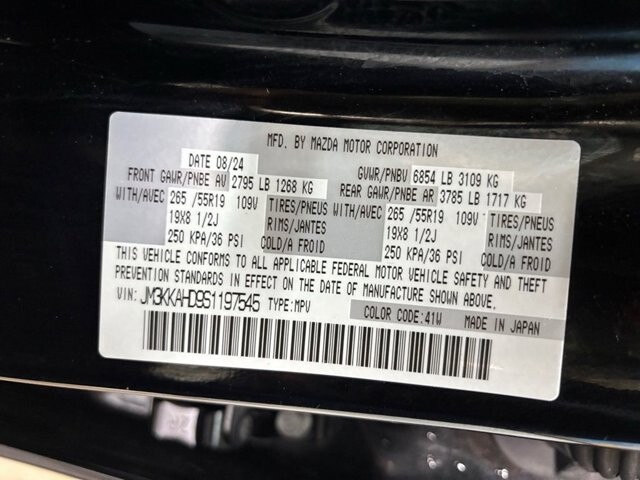 MFD. BY MAZDA MOTOR CORPORATION
DATE 08/24 GVWR/PNBV 6854 LB 3109 KG
FRONT GAWR/PNBE AV 2795 LB 1268 KG REAR GAWR/PNBE AR 3785 LB 1717 KG
WITH/AVEC 265 /55R19 109V TIRES/PNEUS WITH/AVEC 265 /55R19 109V TIRES/PNEUS
19X8 1/2J RIMS/JANTES 19X8 1/2J RIMS/JANTES
250 KPA/36 PSI COLD/A FROID 250 KPA/36 PSI COLD/A FROID
THIS VEHICLE CONFORMS TO ALL APPLICABLE FEDERAL MOTOR VEHICLE SAFETY AND THEFT
PREVENTION STANDARDS IN EFFECT ON THE DATE OF MANUFACTURE SHOWN ABOVE.
VIN: JM3KKAHD9S1197545 TYPE:MPV COLOR CODE:41W MADE IN JAPAN